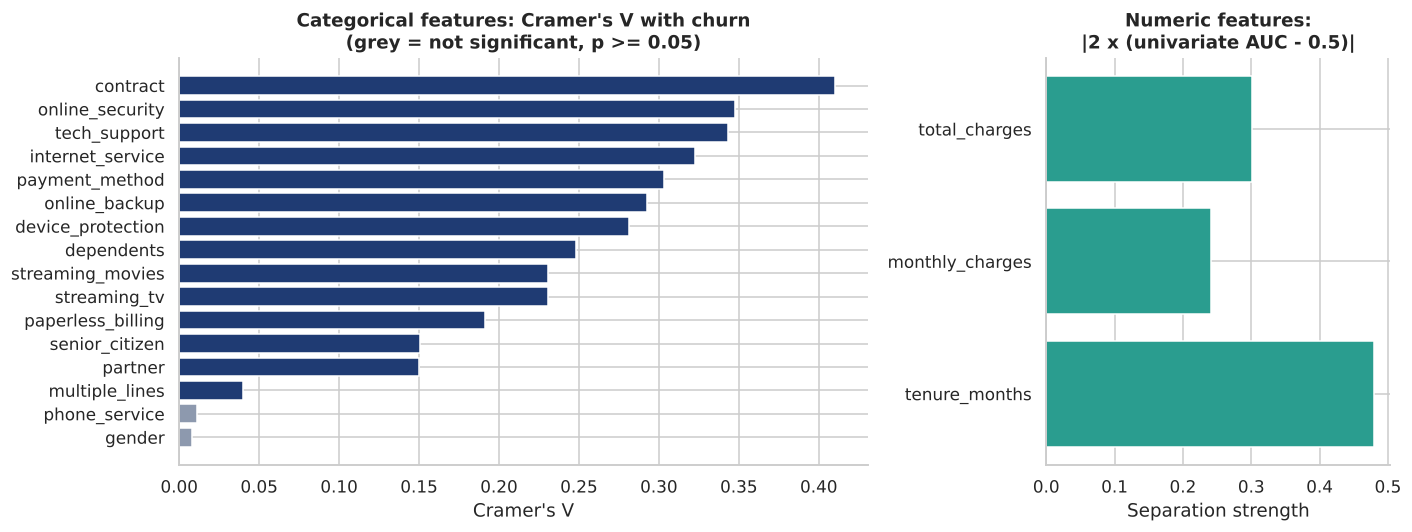 Categorical features: Cramer's V with churn
(grey = not significant, p >= 0.05)
contract
online_security
tech_support
internet_service
payment_method
online_backup
device_protection
dependents
streaming_movies
streaming_tv
paperless_billing
senior_citizen
partner
multiple_lines
phone_service
gender
0.00 0.05 0.10 0.15 0.20 0.25 0.30 0.35 0.40
Cramer's V
Numeric features:
|2 x (univariate AUC - 0.5)|
total_charges
monthly_charges
tenure_months
0.0 0.1 0.2 0.3 0.4 0.5
Separation strength